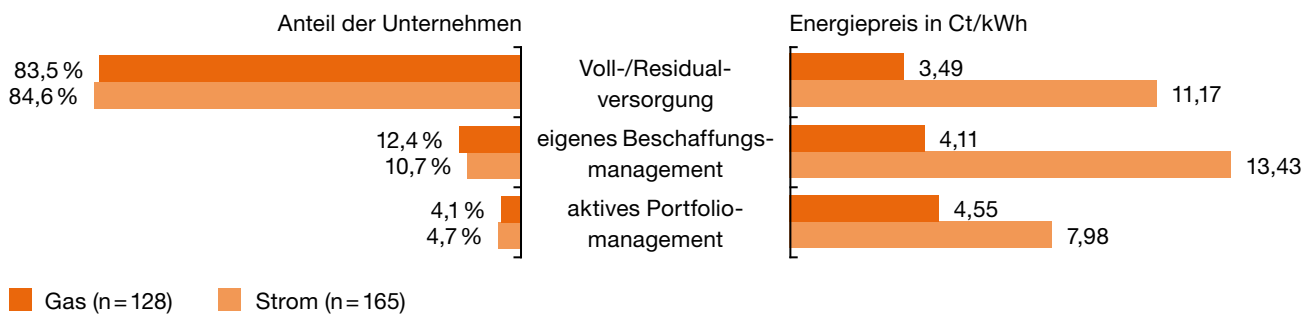 Anteil der Unternehmen
Energiepreis in Ct/kWh
83,5 %
84,6 %
Voll-/Residual-
versorgung
3,49
11,17
12,4 %
10,7 %
eigenes Beschaffungs-
management
4,11
13,43
4,1 %
4,7 %
aktives Portfolio-
management
4,55
7,98
Gas (n = 128)
Strom (n = 165)